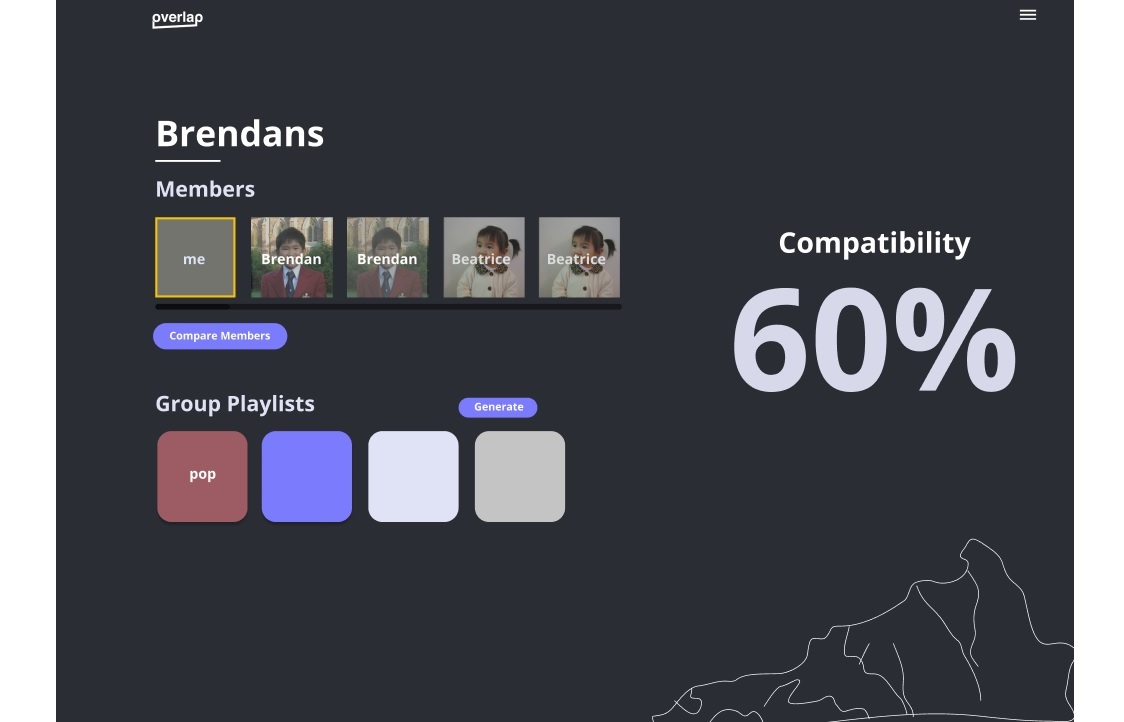 overlap
Brendans
Members
me
Brendan
Brendan
Beatrice
Beatrice
Compare Members
Compatibility
60%
Group Playlists
Generate
pop